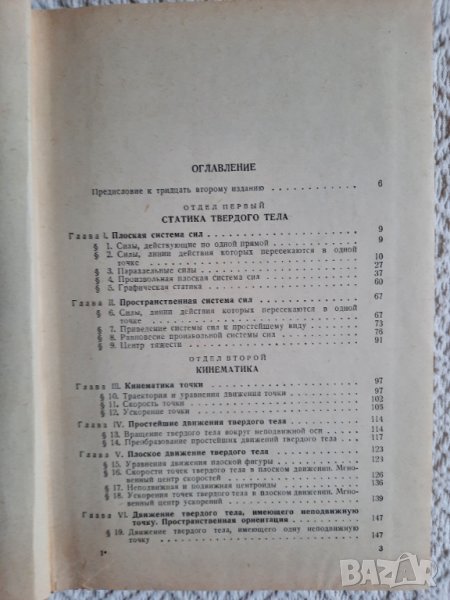 ОГЛАВЛЕНИЕ
Предисловие к тридцать второму изданию . . . . . . . . . . . . 6
ОТДЕЛ ПЕРВЫЙ
СТАТИКА ТВЕРДОГО ТЕЛА
Глава I. Плоская система сил . . . . . . . . . . . . 9
§ 1. Силы, действующие по одной прямой . . . . . . . . . 9
§ 2. Силы, линии действия которых пересекаются в одной
точке . . . . . . . . . . . . 10
§ 3. Параллельные силы . . . . . . . . . . . . 27
§ 4. Произвольная плоская система сил . . . . . . . . . 37
§ 5. Графическая статика . . . . . . . . . . . . 60
Глава II. Пространственная система сил . . . . . . . . . 67
§ 6. Силы, линии действия которых пересекаются в одной
точке . . . . . . . . . . . . 67
§ 7. Приведение системы сил к простейшему виду . . . . . 73
§ 8. Равновесие произвольной системы сил . . . . . . . . 76
§ 9. Центр тяжести . . . . . . . . . . . . 91
ОТДЕЛ ВТОРОЙ
КИНЕМАТИКА
Глава III. Кинематика точки . . . . . . . . . . . . 97
§ 10. Траектория и уравнения движения точки . . . . . . . 97
§ 11. Скорость точки . . . . . . . . . . . . 102
§ 12. Ускорение точки . . . . . . . . . . . . 105
Глава IV. Простейшие движения твердого тела . . . . . . . 114
§ 13. Вращение твердого тела вокруг неподвижной оси . . . . 114
§ 14. Преобразование простейших движений твердого тела . . 117
Глава V. Плоское движение твердого тела . . . . . . . . 123
§ 15. Уравнения движения плоской фигуры . . . . . . . . 123
§ 16. Скорости точек твердого тела в плоском движении. Мгно-
венный центр скоростей . . . . . . . . . . . . 126
§ 17. Неподвижная и подвижная центроиды . . . . . . . . 136
§ 18. Ускорения точек твердого тела в плоском движении. Мгно-
венный центр ускорений . . . . . . . . . . . . 139
Глава VI. Движение твердого тела, имеющего неподвижную
точку. Пространственная ориентация . . . . . . . . . 147
§ 19. Движение твердого тела, имеющего одну неподвижную
точку . . . . . . . . . . . . 147
1* 3
BAZAR
.bg